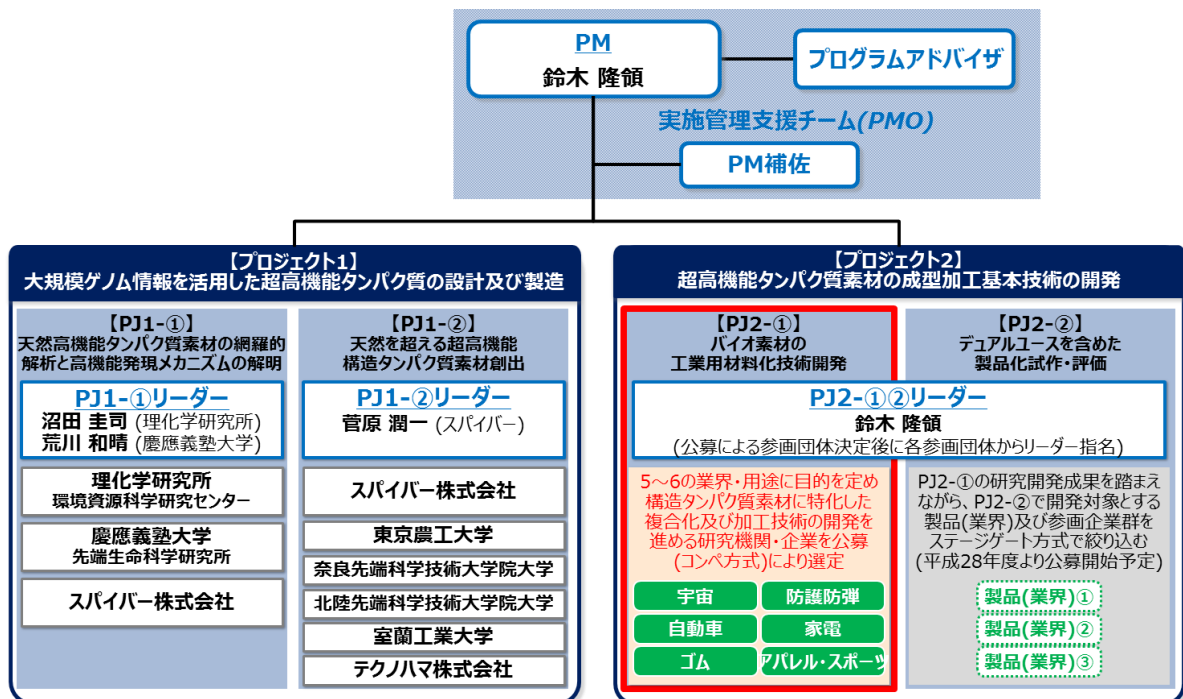 PM
鈴木 隆領
プログラムアドバイザ
実施管理支援チーム(PMO)
PM補佐
【プロジェクト1】
大規模ゲノム情報を活用した超高機能タンパク質の設計及び製造
【PJ1-①】
天然高機能タンパク質素材の網羅的
解析と高機能発現メカニズムの解明
PJ1-①リーダー
沼田 圭司 (理化学研究所)
荒川 和晴 (慶應義塾大学)
理化学研究所
環境資源科学研究センター
慶應義塾大学
先端生命科学研究所
スパイバー株式会社
【PJ1-②】
天然を超える超高機能
構造タンパク質素材創出
PJ1-②リーダー
菅原 潤一 (スパイバー)
スパイバー株式会社
東京農工大学
奈良先端科学技術大学院大学
北陸先端科学技術大学院大学
室蘭工業大学
テクノハマ株式会社
【プロジェクト2】
超高機能タンパク質素材の成型加工基本技術の開発
【PJ2-①】
バイオ素材の
工業用材料化技術開発
【PJ2-②】
デュアルユースを含めた
製品化試作・評価
PJ2-①②リーダー
鈴木 隆領
(公募による参画団体決定後に各参画団体からリーダー指名)
5～6の業界・用途に目的を定め
構造タンパク質素材に特化した
複合化及び加工技術の開発を
進める研究機関・企業を公募
(コンペ方式)により選定
宇宙
防護防弾
自動車
家電
ゴム
アパレル・スポーツ
PJ2-①の研究開発成果を踏まえ
ながら、PJ2-②で開発対象とする
製品(業界)及び参画企業群を
ステージゲート方式で絞り込む
(平成28年度より公募開始予定)
製品(業界)①
製品(業界)②
製品(業界)③